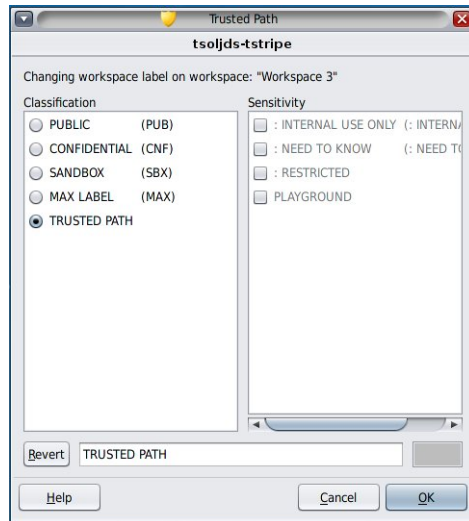 Trusted Path
tsoljds-tstripe
Changing workspace label on workspace: "Workspace 3"
Classification
PUBLIC (PUB)
CONFIDENTIAL (CNF)
SANDBOX (SBX)
MAX LABEL (MAX)
TRUSTED PATH
Sensitivity
: INTERNAL USE ONLY (: INTERNA
: NEED TO KNOW (: NEED TO
: RESTRICTED
PLAYGROUND
Revert TRUSTED PATH
Help Cancel OK